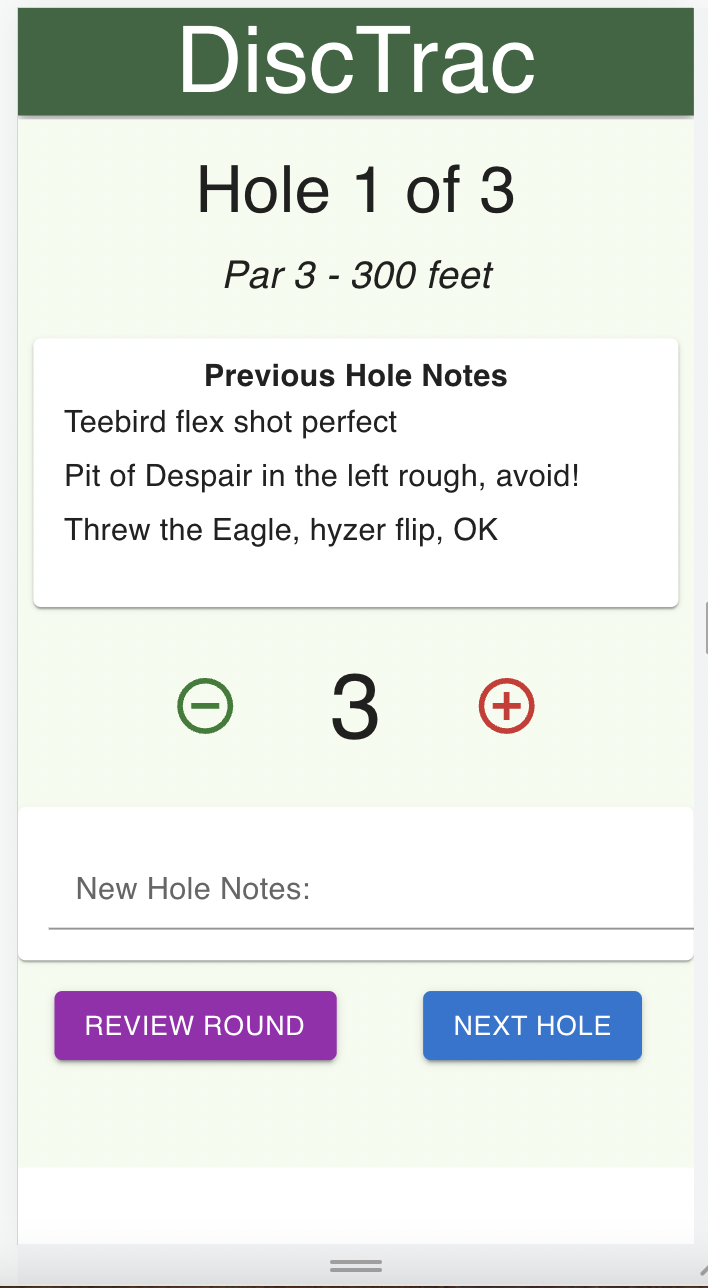 DiscTrac
Hole 1 of 3
Par 3 - 300 feet
Previous Hole Notes
Teebird flex shot perfect
Pit of Despair in the left rough, avoid!
Threw the Eagle, hyzer flip, OK
3
New Hole Notes:
REVIEW ROUND
NEXT HOLE